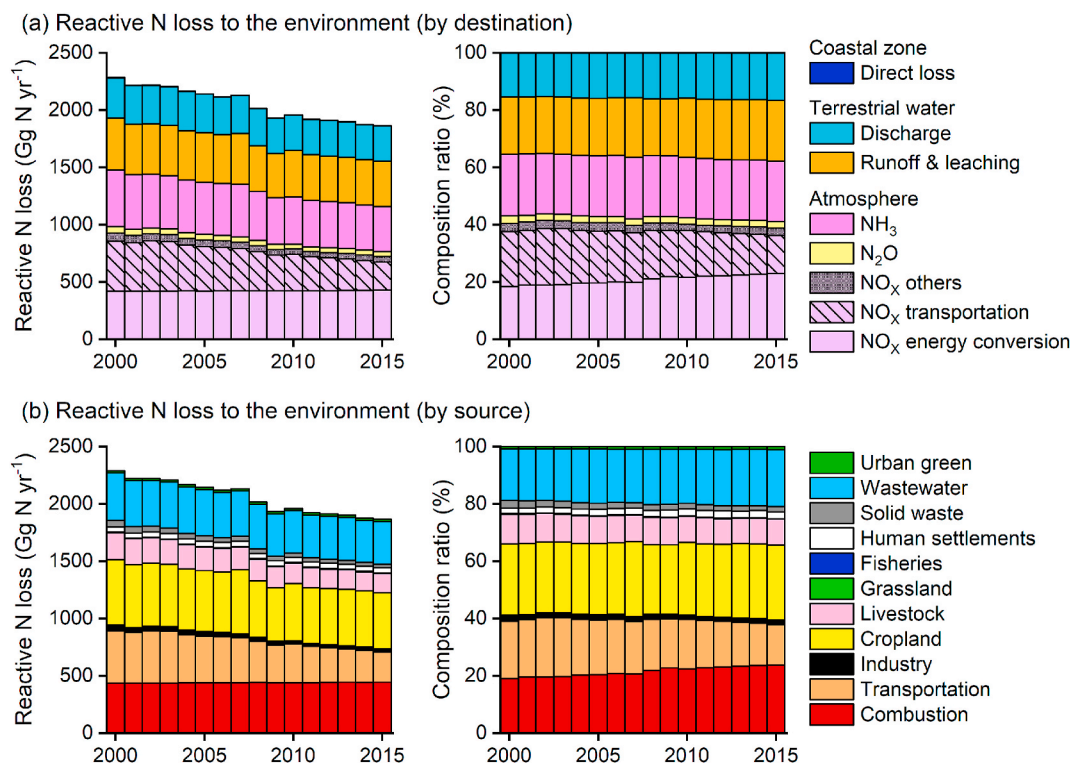 (a) Reactive N loss to the environment (by destination)
Reactive N loss (Gg N yr⁻¹)
2500
2000
1500
1000
500
0
2000 2005 2010 2015
Composition ratio (%)
100
80
60
40
20
0
2000 2005 2010 2015
Coastal zone
Direct loss
Terrestrial water
Discharge
Runoff & leaching
Atmosphere
NH₃
N₂O
NOₓ others
NOₓ transportation
NOₓ energy conversion
(b) Reactive N loss to the environment (by source)
Reactive N loss (Gg N yr⁻¹)
2500
2000
1500
1000
500
0
2000 2005 2010 2015
Composition ratio (%)
100
80
60
40
20
0
2000 2005 2010 2015
Urban green
Wastewater
Solid waste
Human settlements
Fisheries
Grassland
Livestock
Cropland
Industry
Transportation
Combustion